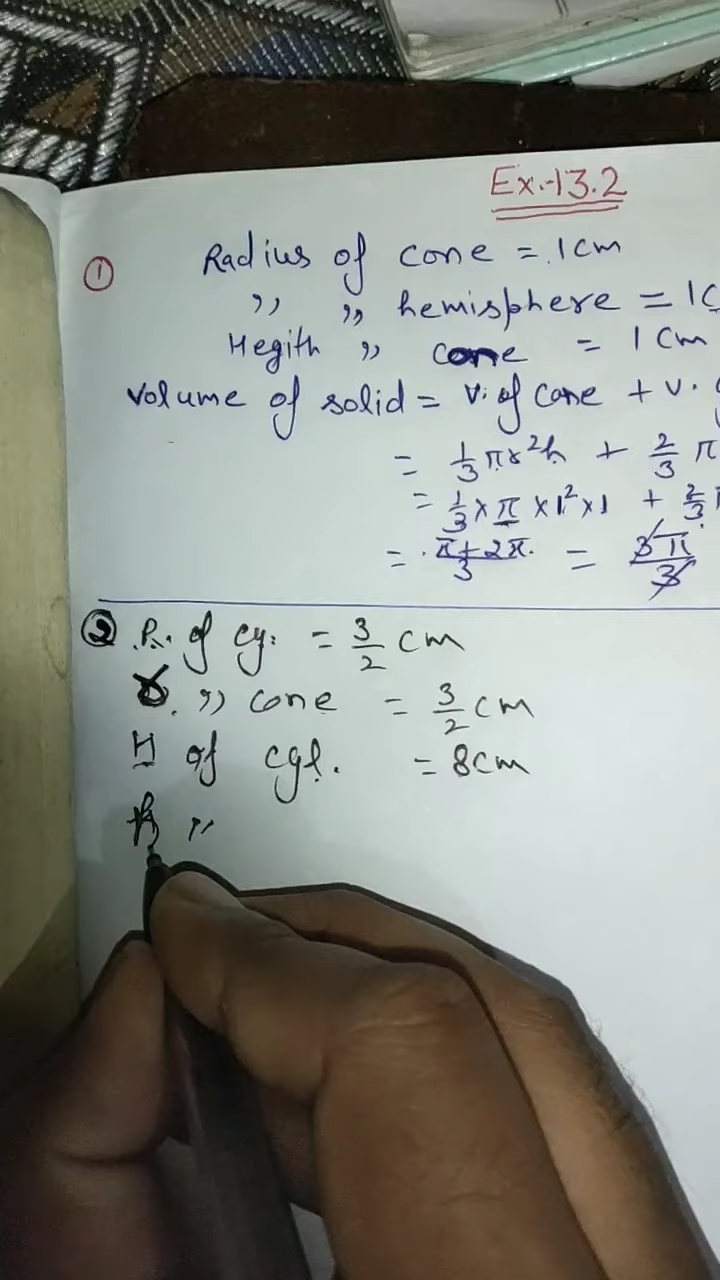 Ex.-13.2
① Radius of cone = 1cm
,, ,, hemisphere = 1c
Hegith ,, cone = 1 cm
volume of solid = v. of cone + v.
= 1/3 πr²h + 2/3 π
= 1/3 × π × 1² × 1 + 2/3
= π + 2π / 3 = 3π / 3
② R. of cy. = 3/2 cm
,, cone = 3/2 cm
H of cyl. = 8cm
h ,,